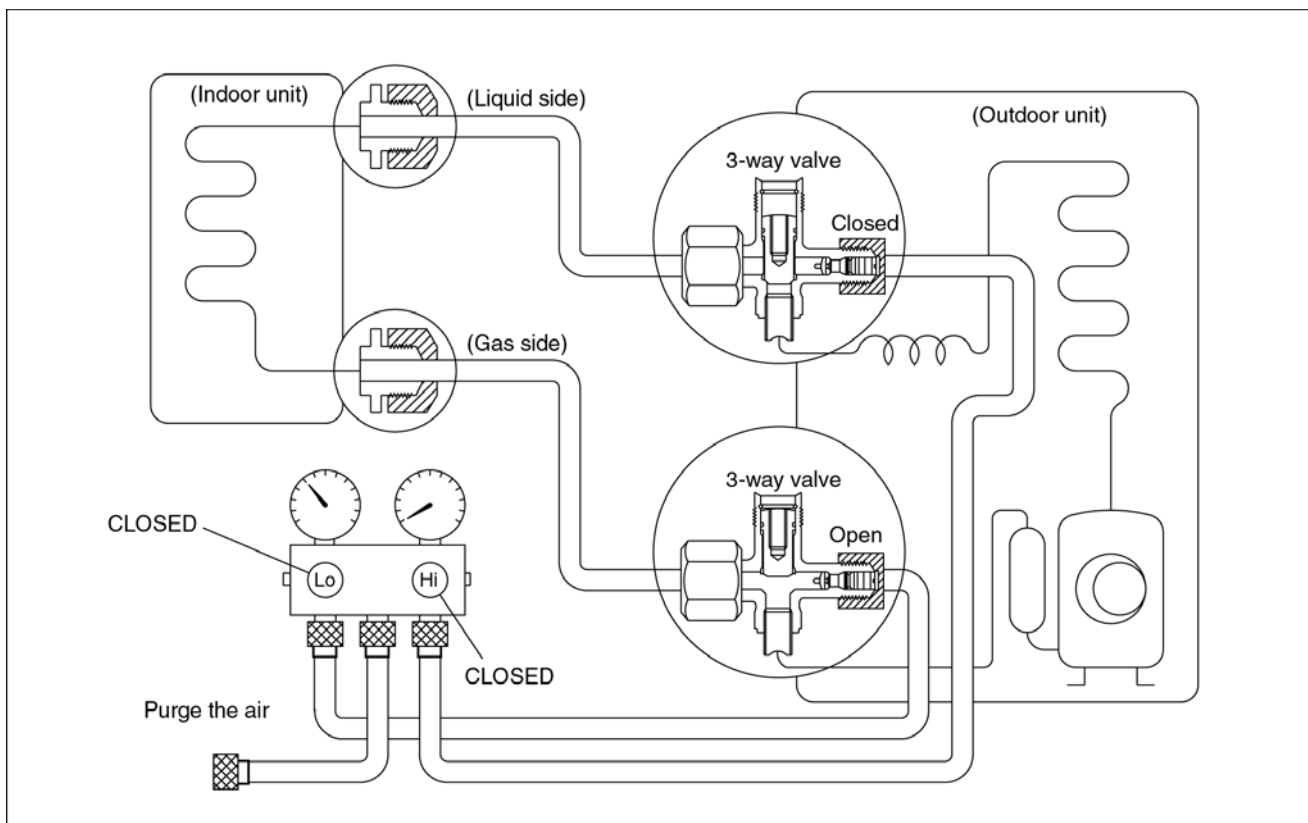 (Indoor unit)
(Liquid side)
(Outdoor unit)
3-way valve
Closed
(Gas side)
3-way valve
Open
CLOSED
Lo
Hi
CLOSED
Purge the air